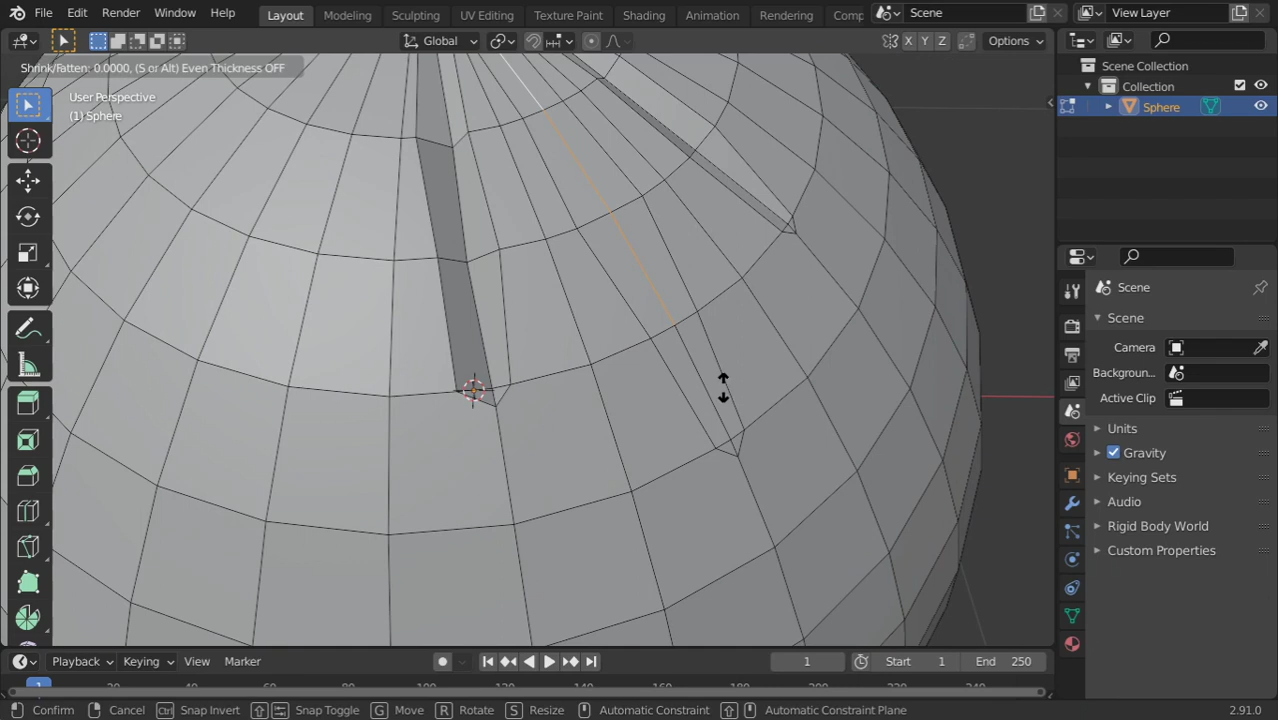 File Edit Render Window Help Layout Modeling Sculpting UV Editing Texture Paint Shading Animation Rendering Comp Scene View Layer
Global X Y Z Options
Shrink/Fatten: 0.0000, (S or Alt) Even Thickness OFF
User Perspective
(1) Sphere
Scene Collection
Collection
Sphere
Scene
Scene
Camera
Backgroun..
Active Clip
Units
Gravity
Keying Sets
Audio
Rigid Body World
Custom Properties
Playback Keying View Marker 1 Start 1 End 250
Confirm Cancel Ctrl Snap Invert Snap Toggle G Move R Rotate S Resize Automatic Constraint Automatic Constraint Plane 2.91.0